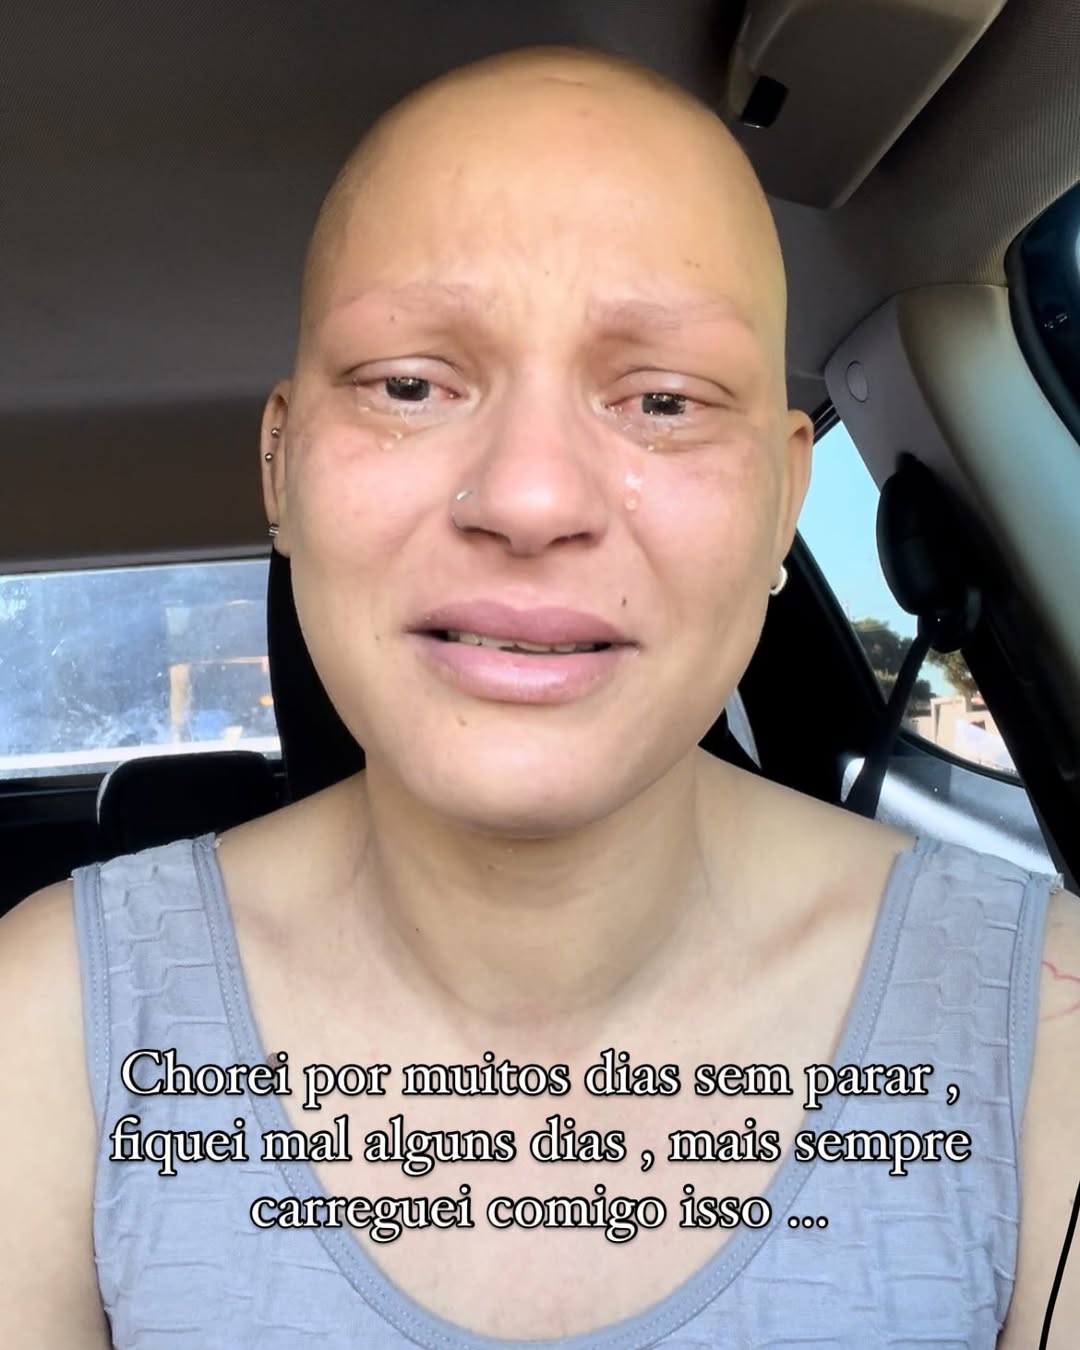 Chorei por muitos dias sem parar ,
fiquei mal alguns dias , mais sempre
carreguei comigo isso ...